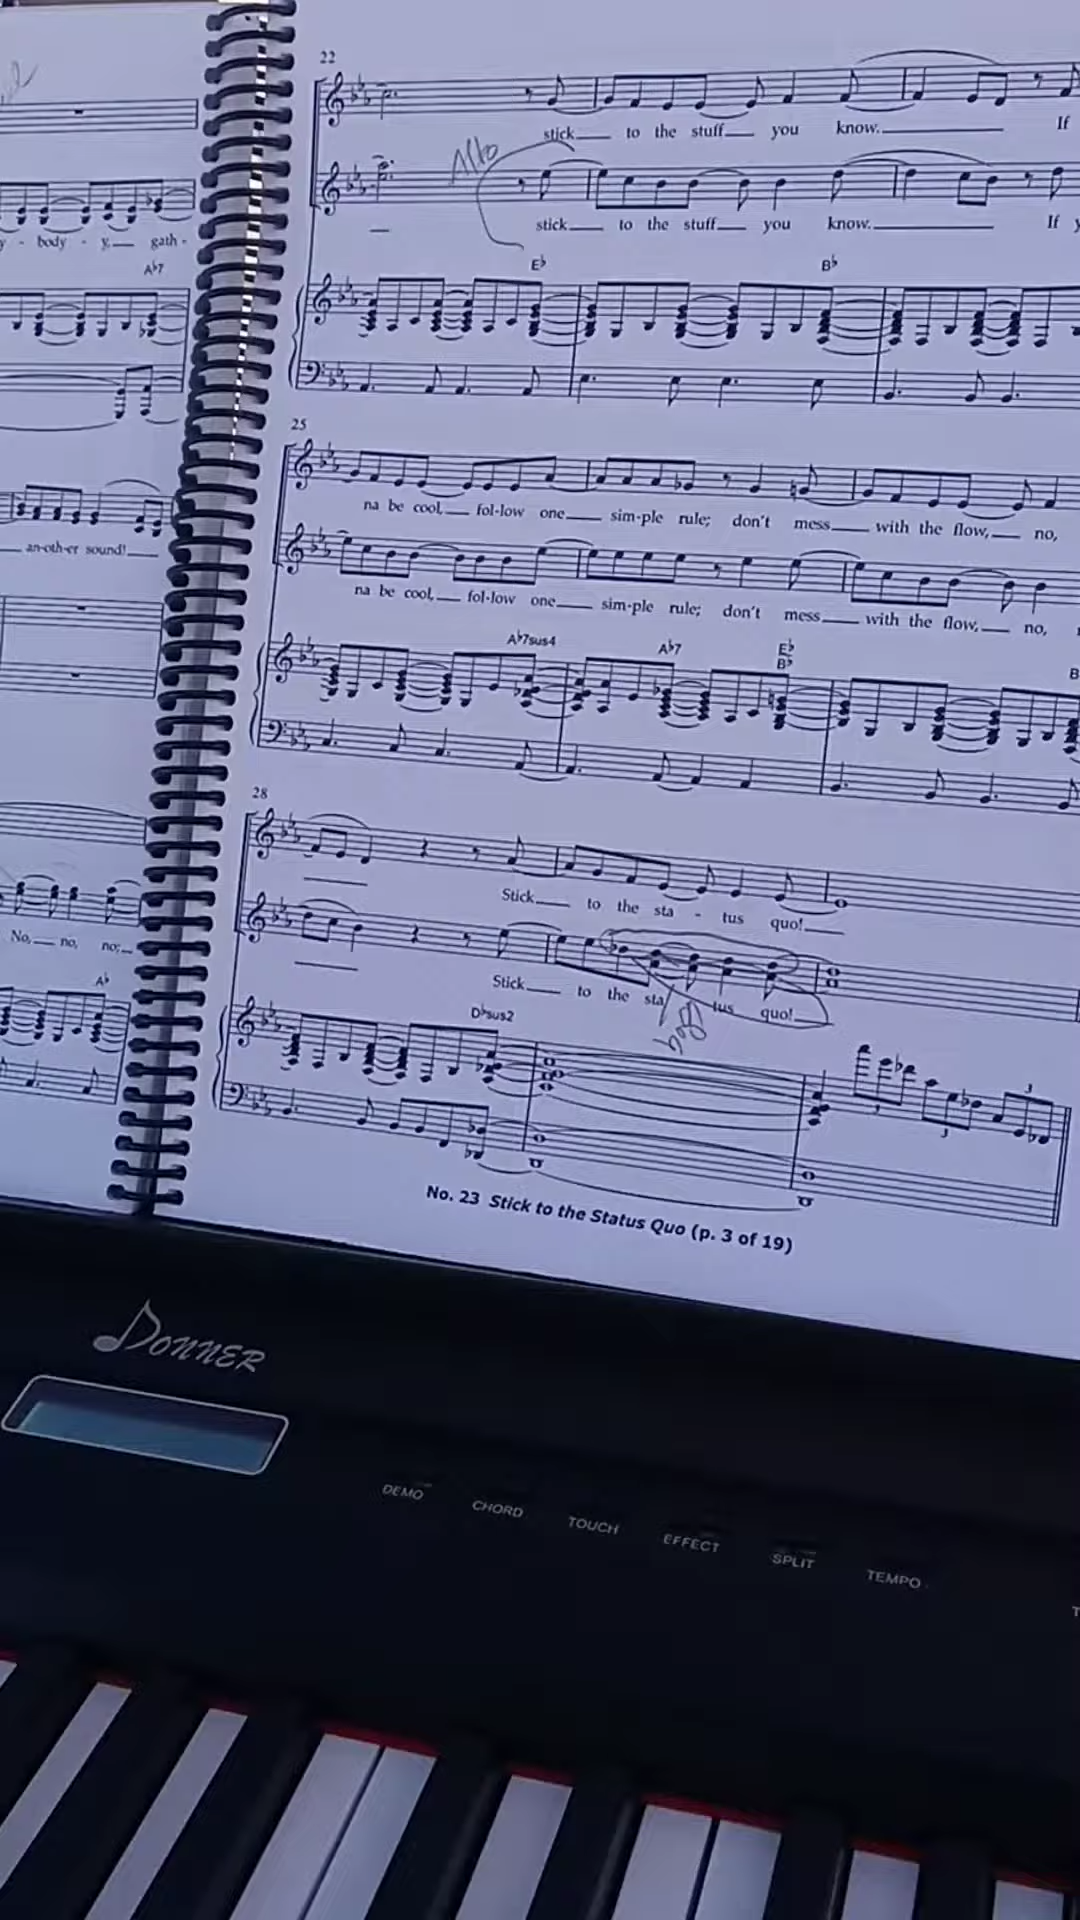 y - body - y, gath -
A♭7
an-oth-er sound!
No, no, no;
A♭
22
stick to the stuff you know. If
Alto
stick to the stuff you know. If y
E♭ B♭
25
na be cool, fol-low one sim-ple rule; don't mess with the flow, no,
na be cool, fol-low one sim-ple rule; don't mess with the flow, no,
A♭7sus4 A♭7 E♭
B♭ B
28
Stick to the sta - tus quo!
Stick to the sta tus quo!
D♭sus2
3 3 3
No. 23 Stick to the Status Quo (p. 3 of 19)
DONNER
DEMO CHORD TOUCH EFFECT SPLIT TEMPO T